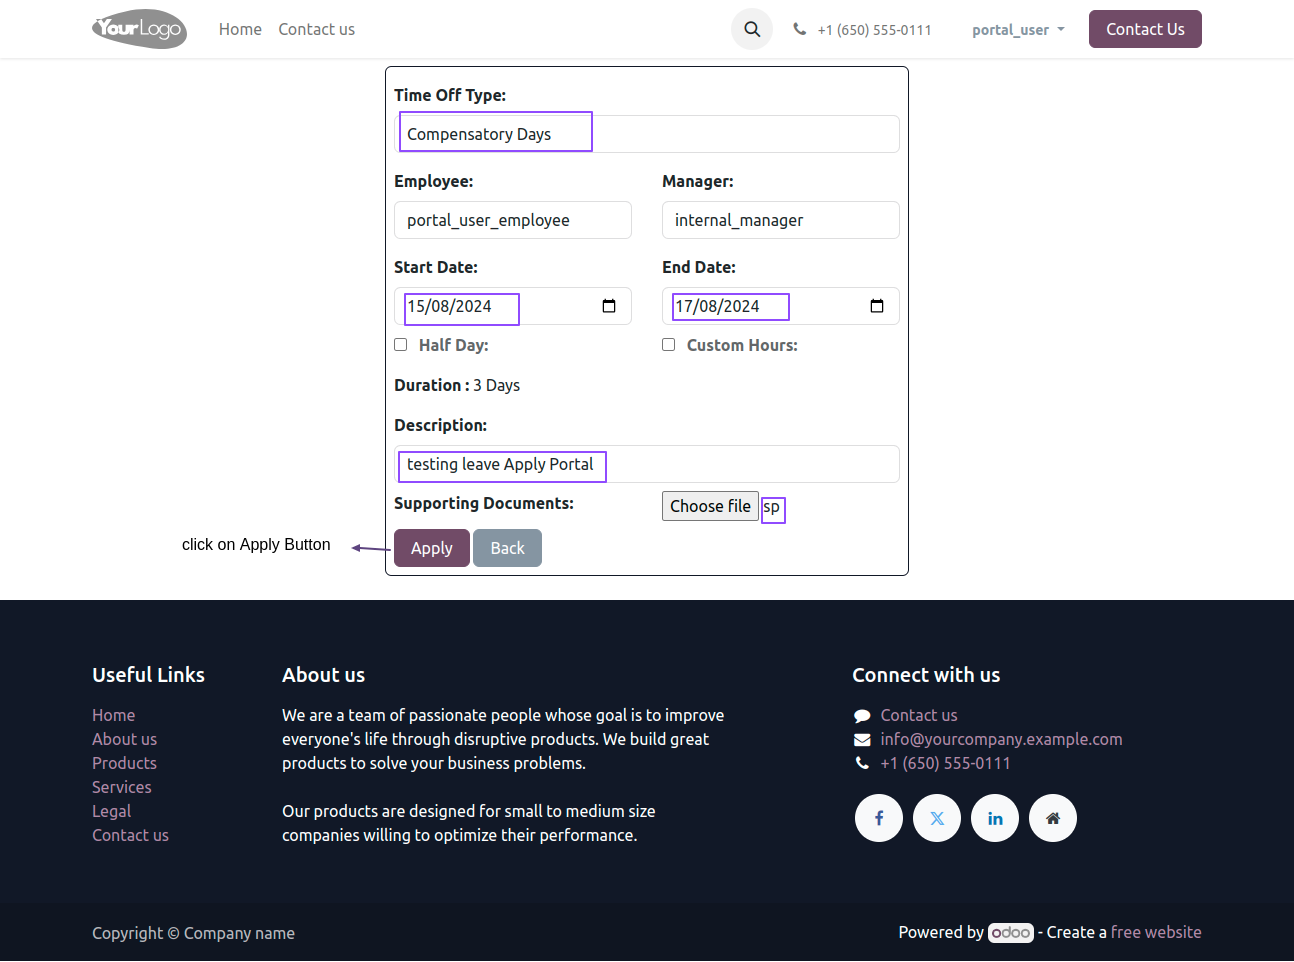 YourLogo
Home Contact us
+1 (650) 555-0111
portal_user
Contact Us
Time Off Type:
Compensatory Days
Employee: Manager:
portal_user_employee internal_manager
Start Date: End Date:
15/08/2024 17/08/2024
Half Day: Custom Hours:
Duration : 3 Days
Description:
testing leave Apply Portal
Supporting Documents: Choose file sp
click on Apply Button
Apply Back
Useful Links
Home
About us
Products
Services
Legal
Contact us
About us
We are a team of passionate people whose goal is to improve
everyone's life through disruptive products. We build great
products to solve your business problems.
Our products are designed for small to medium size
companies willing to optimize their performance.
Connect with us
Contact us
info@yourcompany.example.com
+1 (650) 555-0111
Copyright © Company name
Powered by odoo - Create a free website